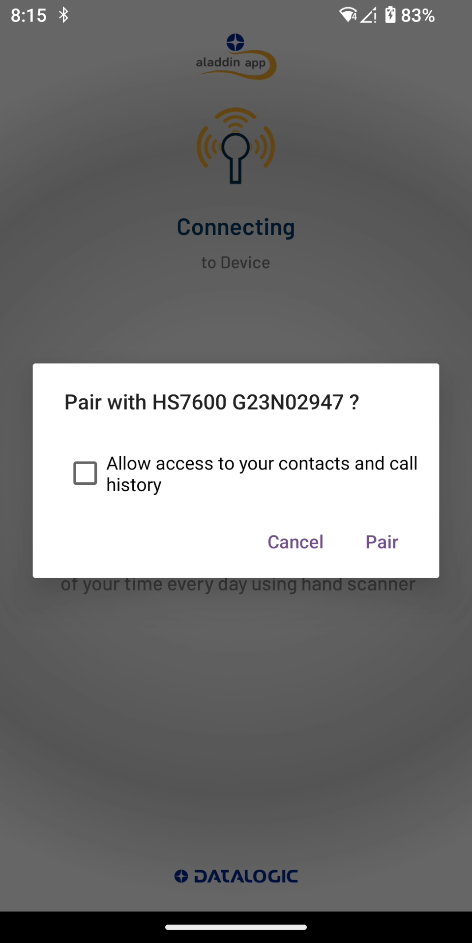 8:15
4
83%
aladdin app
Connecting
to Device
Pair with HS7600 G23N02947 ?
Allow access to your contacts and call
history
Cancel
Pair
of your time every day using hand scanner
DATALOGIC